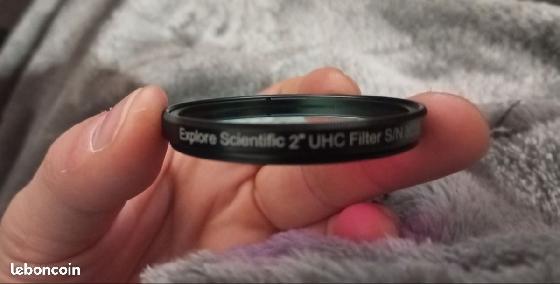 Explore Scientific 2" UHC Filter S/N
leboncoin